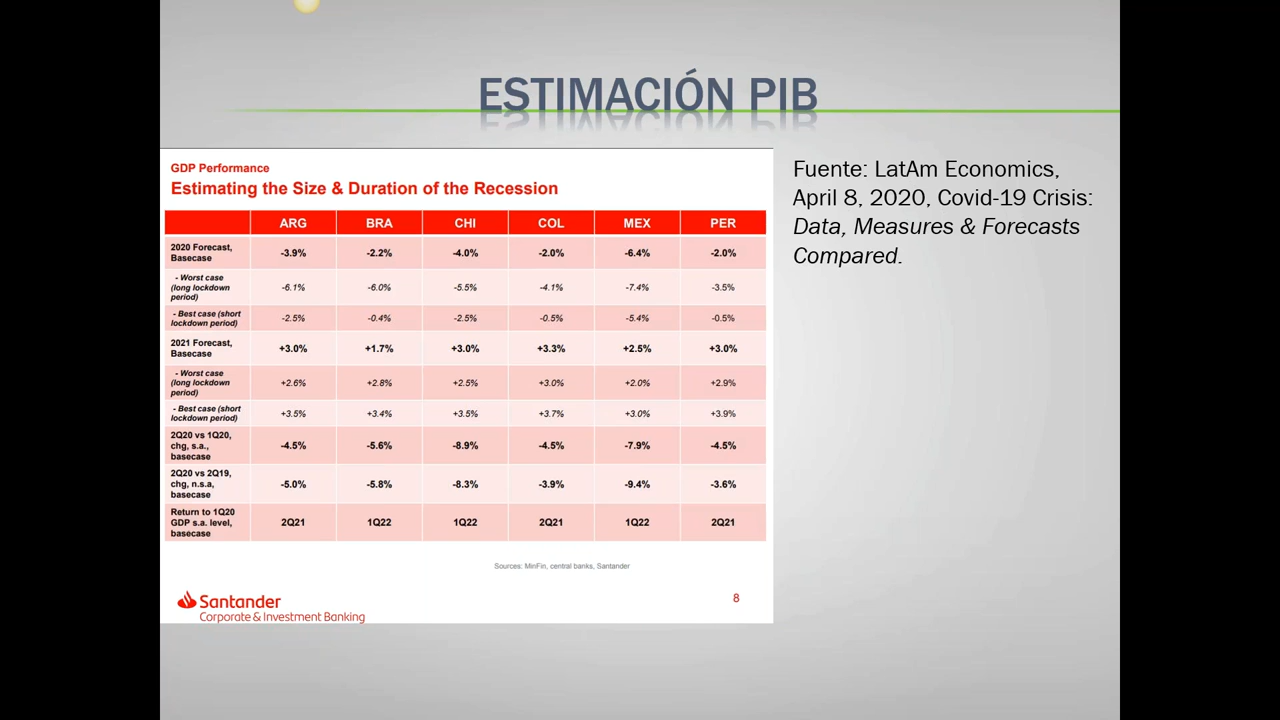 ESTIMACIÓN PIB
GDP Performance
Estimating the Size & Duration of the Recession
ARG BRA CHI COL MEX PER
2020 Forecast,
Basecase
-3.9% -2.2% -4.0% -2.0% -6.4% -2.0%
- Worst case
(long lockdown
period)
-6.1% -6.0% -5.5% -4.1% -7.4% -3.5%
- Best case (short
lockdown period)
-2.5% -0.4% -2.5% -0.5% -5.4% -0.5%
2021 Forecast,
Basecase
+3.0% +1.7% +3.0% +3.3% +2.5% +3.0%
- Worst case
(long lockdown
period)
+2.6% +2.8% +2.5% +3.0% +2.0% +2.9%
- Best case (short
lockdown period)
+3.5% +3.4% +3.5% +3.7% +3.0% +3.9%
2Q20 vs 1Q20,
chg, s.a.,
basecase
-4.5% -5.6% -8.9% -4.5% -7.9% -4.5%
2Q20 vs 2Q19,
chg, n.s.a,
basecase
-5.0% -5.8% -8.3% -3.9% -9.4% -3.6%
Return to 1Q20
GDP s.a. level,
basecase
2Q21 1Q22 1Q22 2Q21 1Q22 2Q21
Sources: MinFin, central banks, Santander
Santander
Corporate & Investment Banking
8
Fuente: LatAm Economics,
April 8, 2020, Covid-19 Crisis:
Data, Measures & Forecasts
Compared.